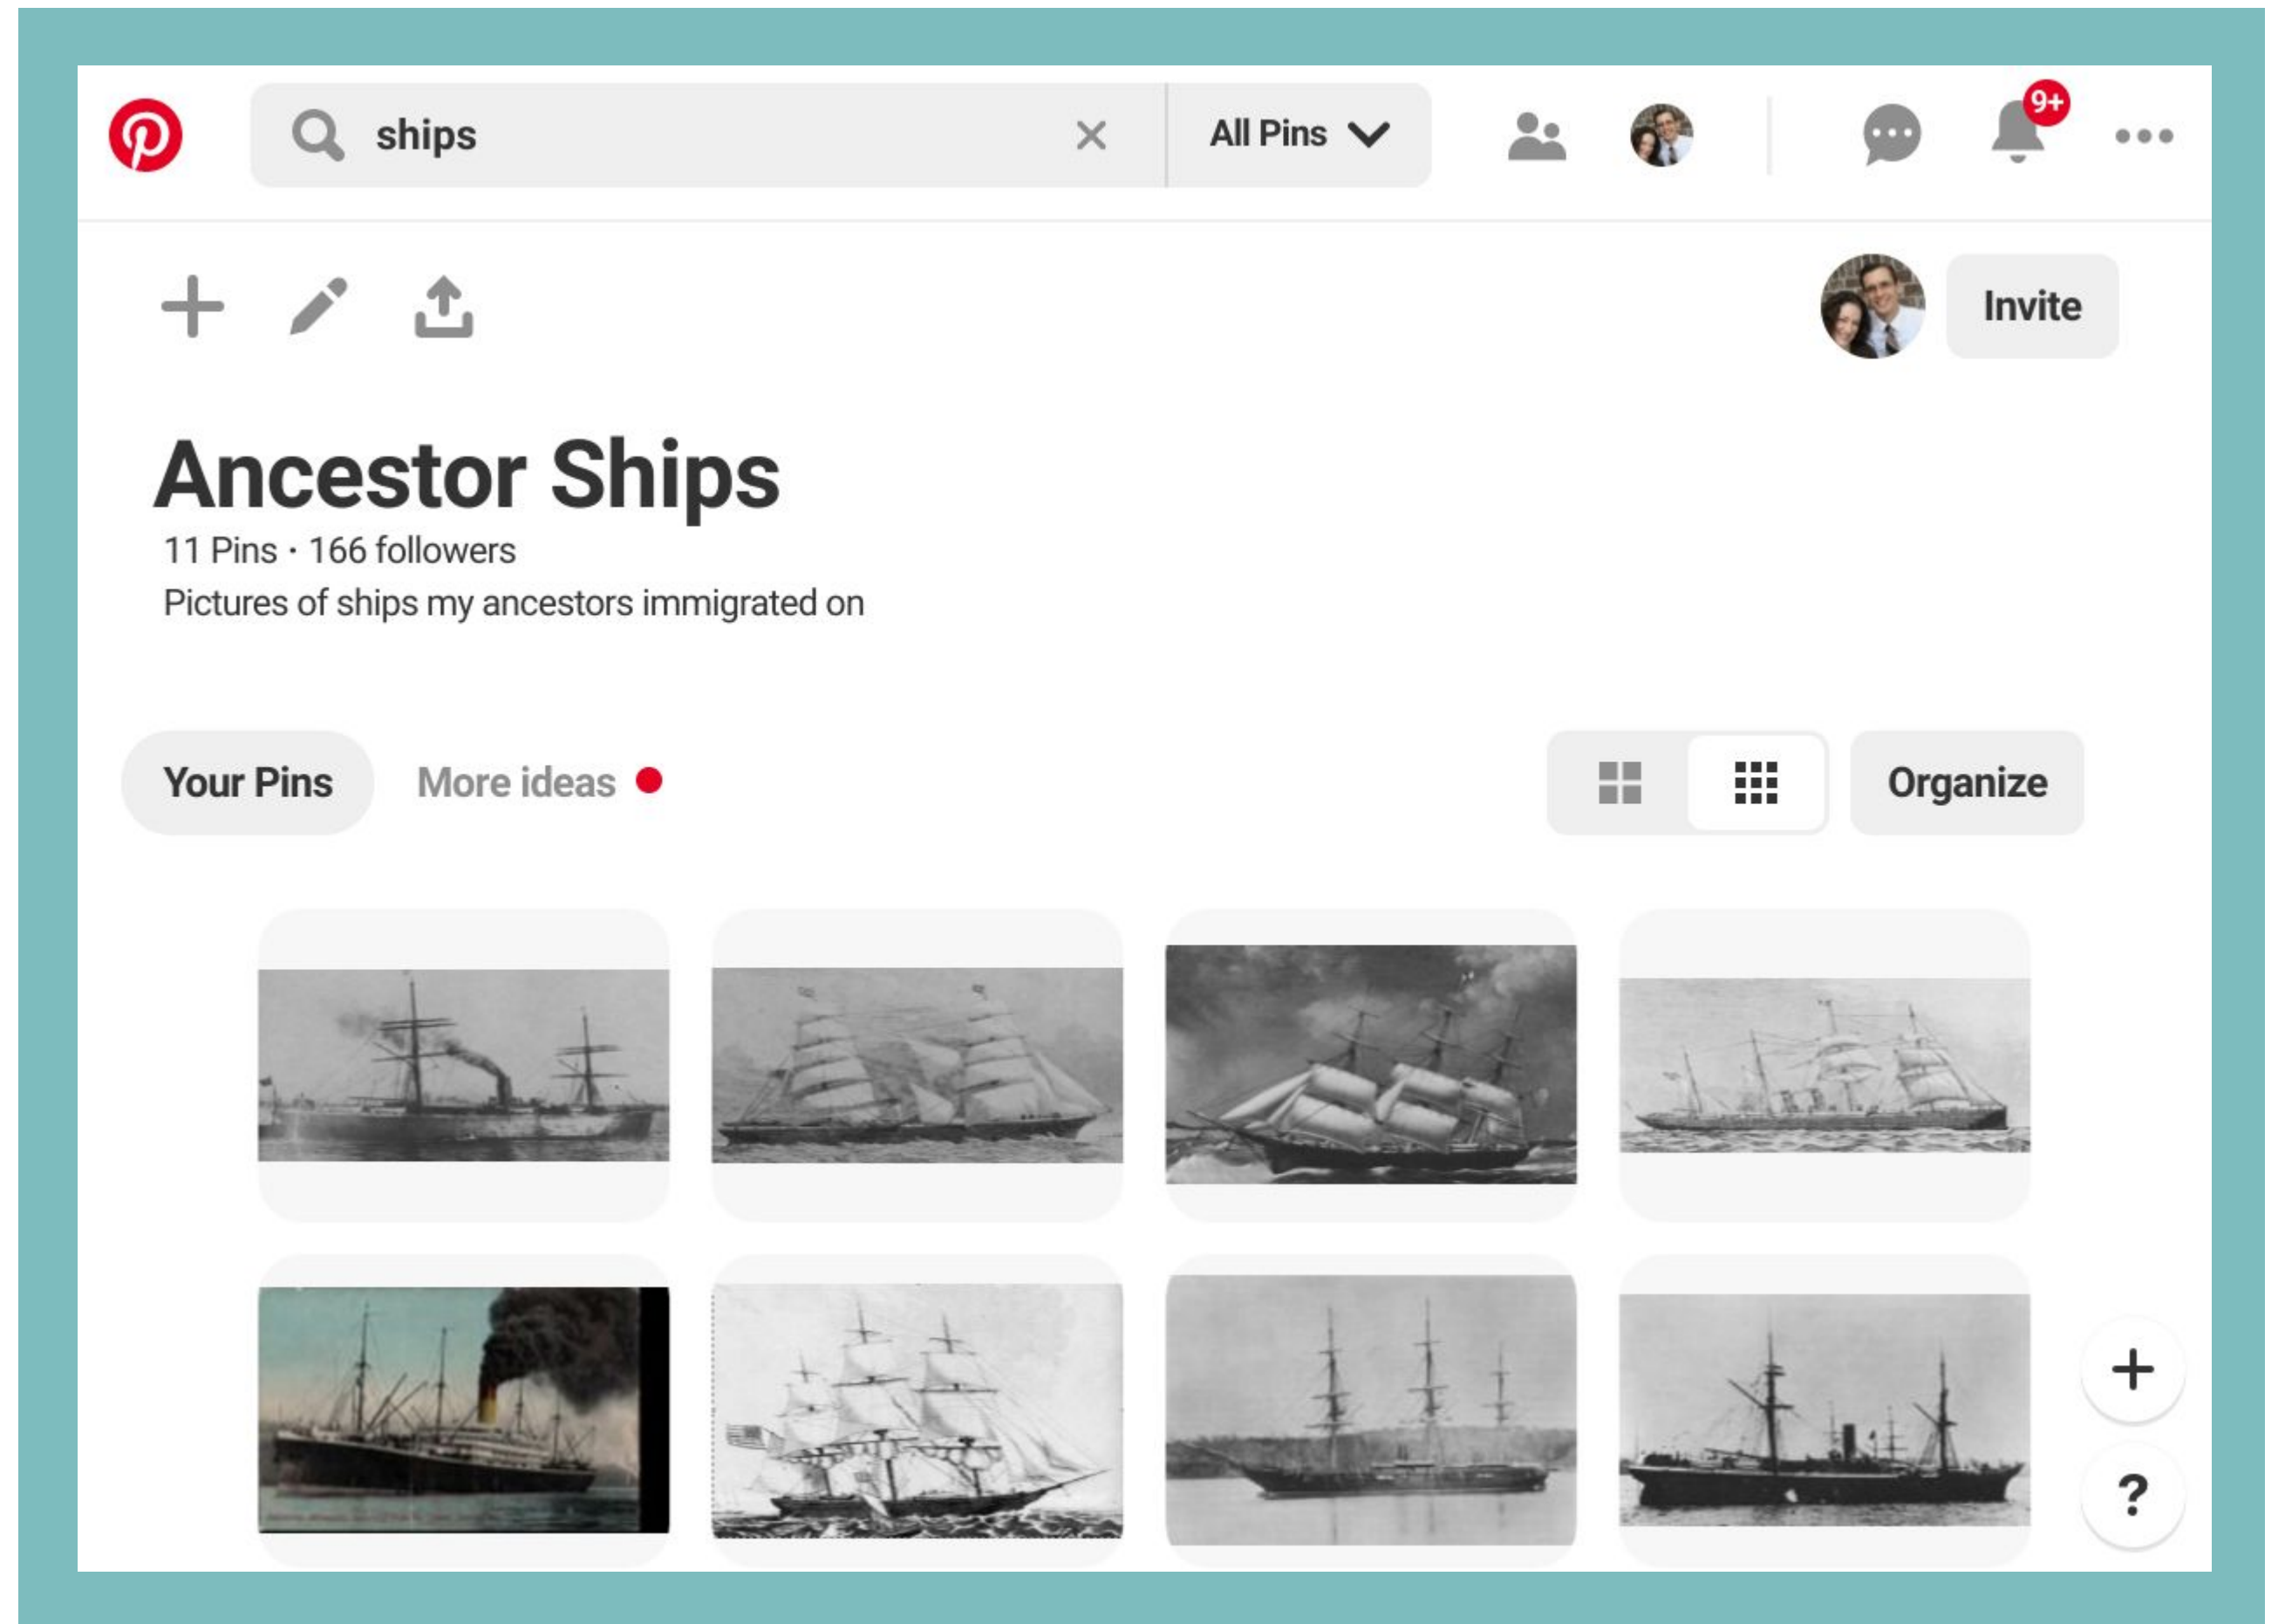 ships
All Pins
9+
Invite
Ancestor Ships
11 Pins · 166 followers
Pictures of ships my ancestors immigrated on
Your Pins
More ideas
Organize
+
?